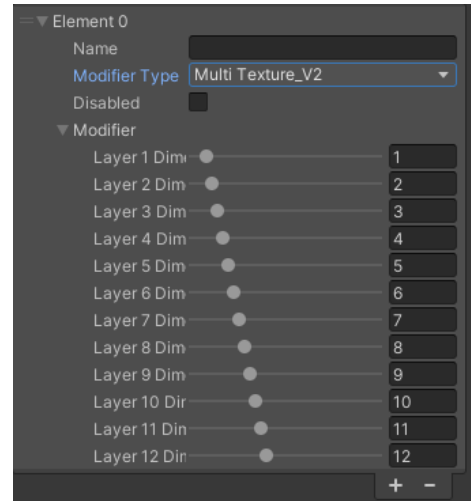 Element 0
Name
Modifier Type Multi Texture_V2
Disabled
Modifier
Layer 1 Dim 1
Layer 2 Dim 2
Layer 3 Dim 3
Layer 4 Dim 4
Layer 5 Dim 5
Layer 6 Dim 6
Layer 7 Dim 7
Layer 8 Dim 8
Layer 9 Dim 9
Layer 10 Dir 10
Layer 11 Din 11
Layer 12 Dir 12
+ -